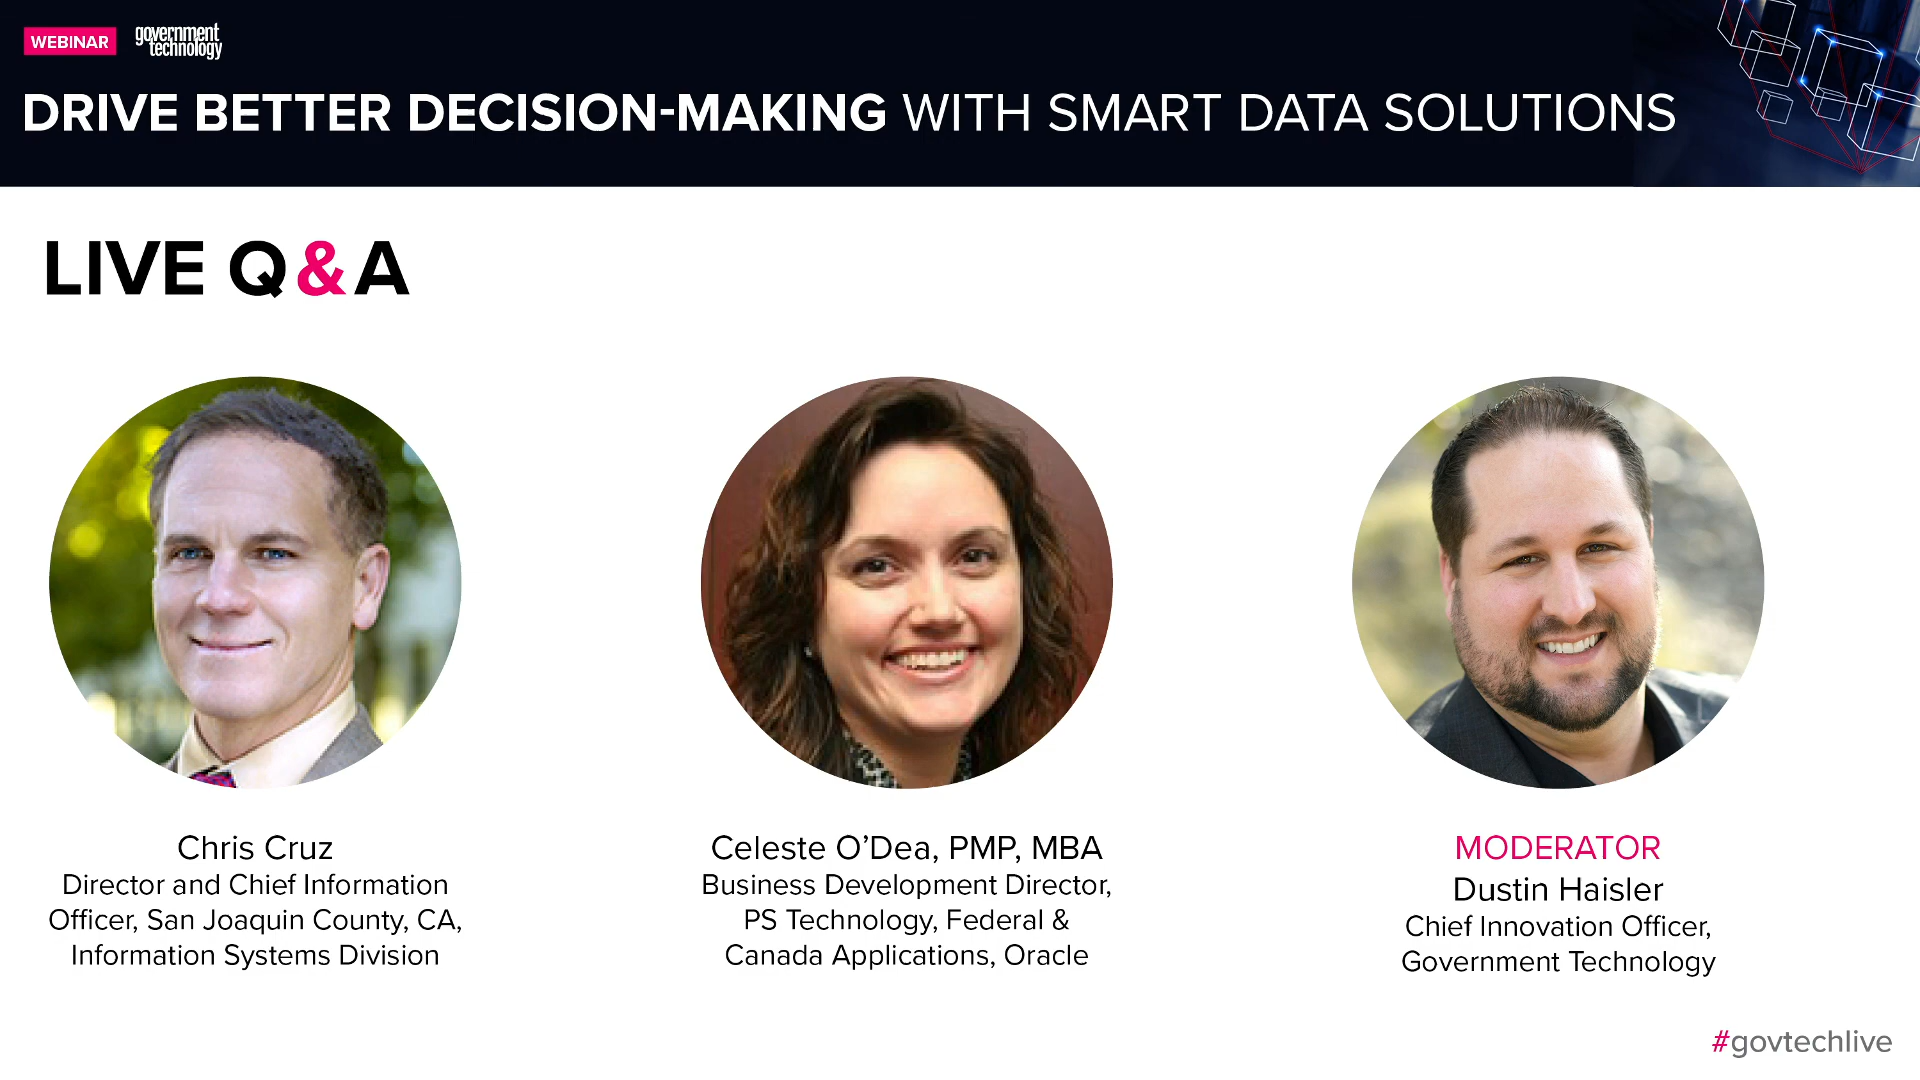 WEBINAR
government
technology
DRIVE BETTER DECISION-MAKING WITH SMART DATA SOLUTIONS
LIVE Q&A
Chris Cruz
Director and Chief Information
Officer, San Joaquin County, CA,
Information Systems Division
Celeste O’Dea, PMP, MBA
Business Development Director,
PS Technology, Federal &
Canada Applications, Oracle
MODERATOR
Dustin Haisler
Chief Innovation Officer,
Government Technology
#govtechlive